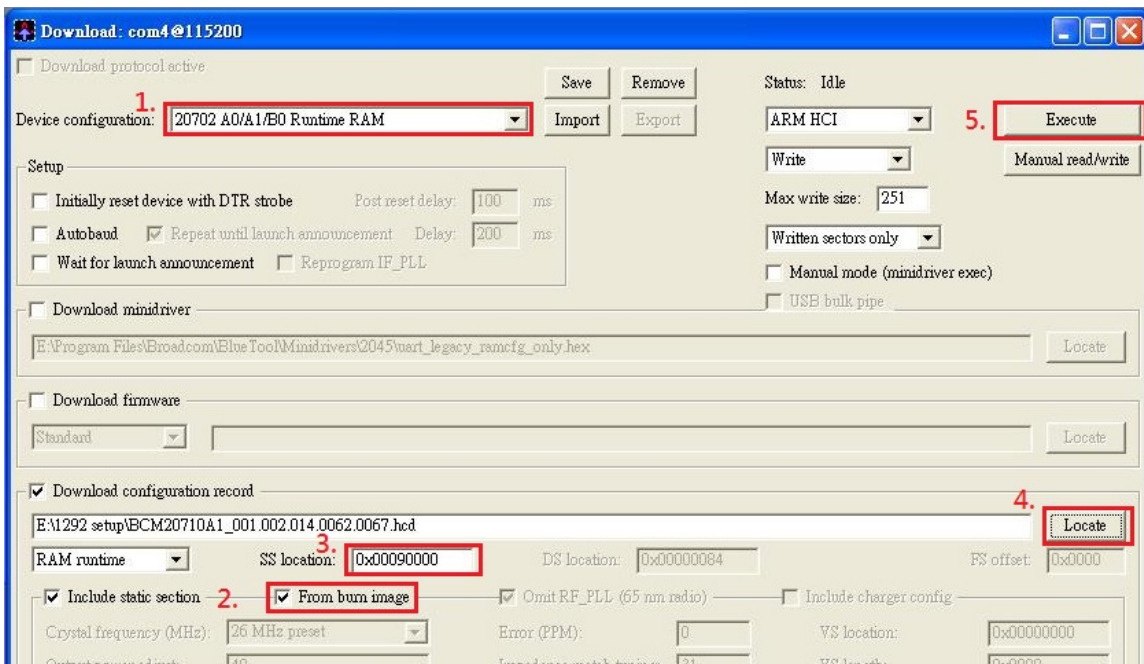 Download: com4@115200
Download protocol active
Save Remove Status: Idle
1. Device configuration: 20702 A0/A1/B0 Runtime RAM Import Export ARM HCI 5. Execute
Setup Write Manual read/write
Initially reset device with DTR strobe Post reset delay: 100 ms Max write size: 251
Autobaud Repeat until launch announcement Delay: 200 ms Written sectors only
Wait for launch announcement Reprogram IF_PLL Manual mode (minidriver exec)
USB bulk pipe
Download minidriver
E:\Program Files\Broadcom\BlueTool\Minidrivers\2045\uart_legacy_ramcfg_only.hex Locate
Download firmware
Standard Locate
Download configuration record
E:\1292 setup\BCM20710A1_001.002.014.0062.0067.hcd 4. Locate
RAM runtime 3. SS location: 0x00090000 DS location: 0x00000084 FS offset: 0x0000
Include static section 2. From burn image Omit RF_PLL (65 nm radio) Include charger config
Crystal frequency (MHz): 26 MHz preset Error (PPM): 0 VS location: 0x00000000